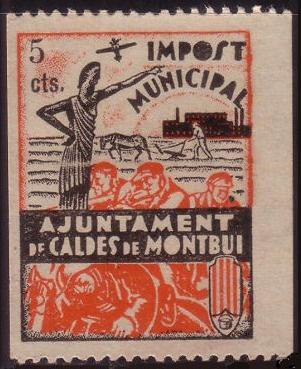 5
cts.
IMPOST
MUNICIPAL
AJUNTAMENT
DE CALDES DE MONTBUI